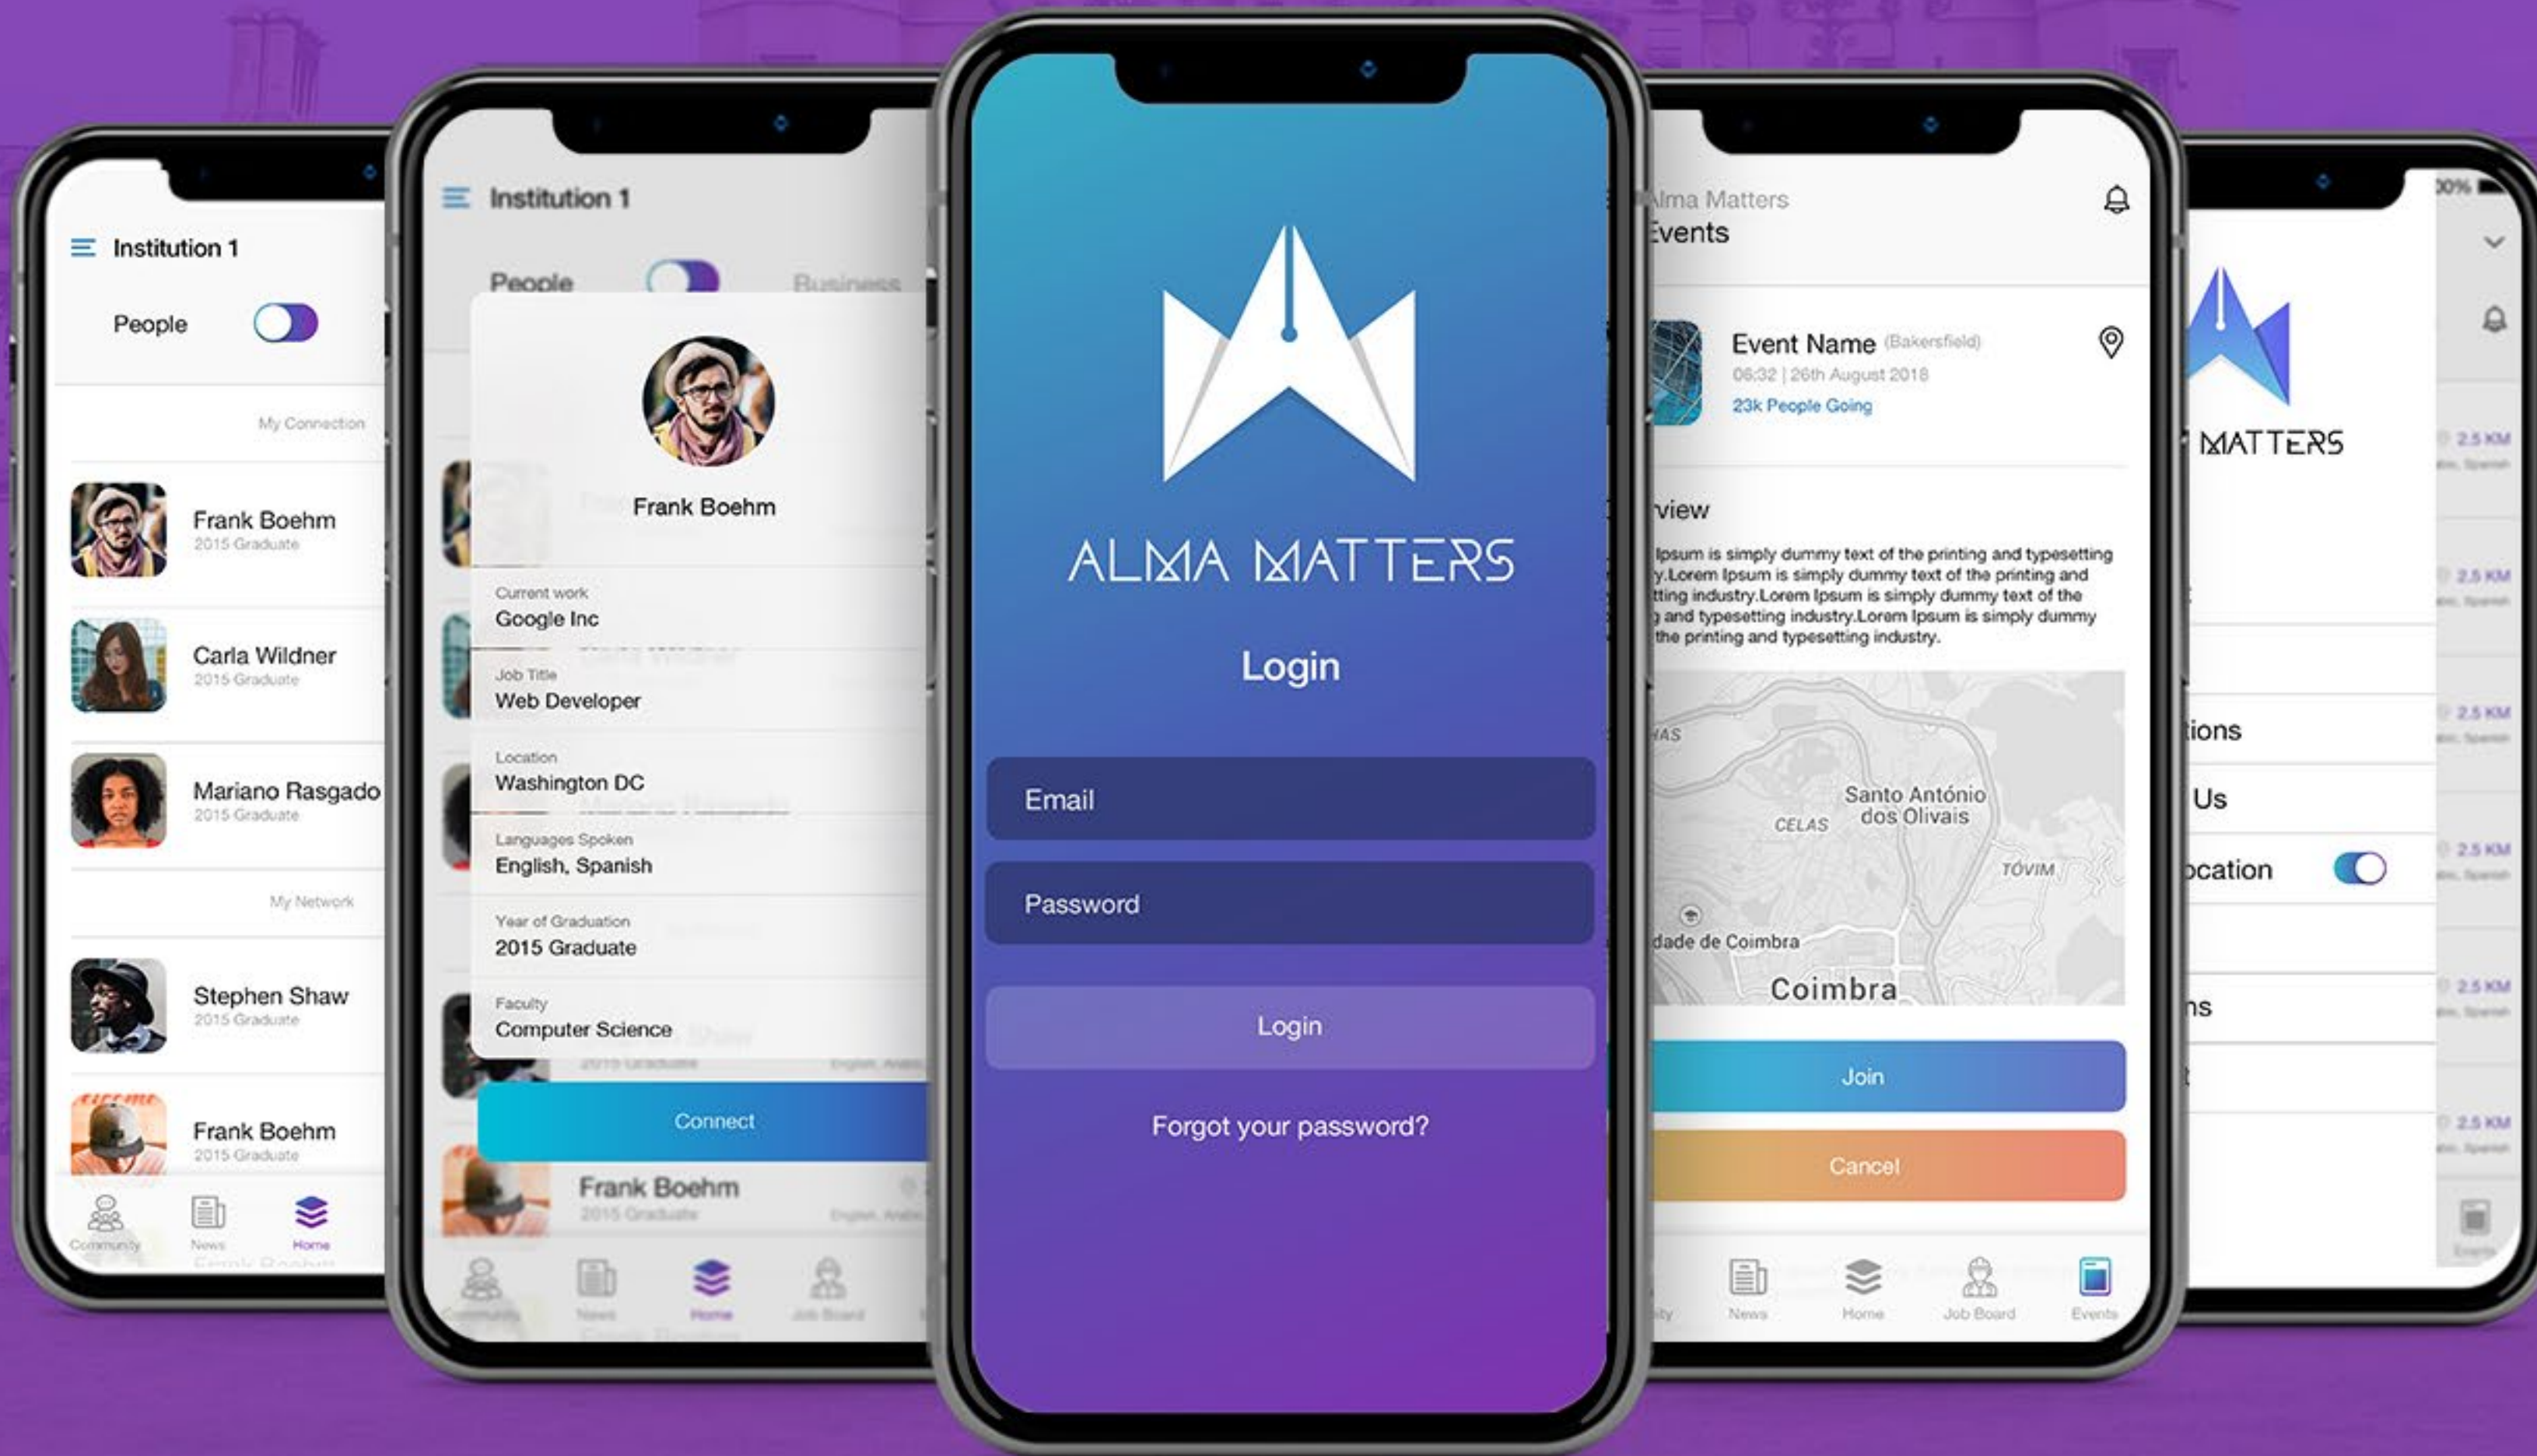 Institution 1
People
My Connection
Frank Boehm
2015 Graduate
Carla Wildner
2015 Graduate
Mariano Rasgado
2015 Graduate
My Network
Stephen Shaw
2015 Graduate
Frank Boehm
2015 Graduate
Community
News
Home
Institution 1
People
Business
Frank Boehm
Current work
Google Inc
Job Title
Web Developer
Location
Washington DC
Languages Spoken
English, Spanish
Year of Graduation
2015 Graduate
Faculty
Computer Science
2015 Graduate
Connect
Frank Boehm
2015 Graduate
Community
News
Home
Job Board
ALMA MATTERS
Login
Email
Password
Login
Forgot your password?
Alma Matters
Events
Event Name (Bakersfield)
06:32 | 26th August 2018
23k People Going
view
Ipsum is simply dummy text of the printing and typesetting
y.Lorem Ipsum is simply dummy text of the printing and
tting industry.Lorem Ipsum is simply dummy text of the
g and typesetting industry.Lorem Ipsum is simply dummy
the printing and typesetting industry.
HAS
Santo António
dos Olivais
CELAS
TÓVIM
dade de Coimbra
Coimbra
Join
Cancel
ity
News
Home
Job Board
Events
00%
MATTERS
2.5 KM
2.5 KM
2.5 KM
tions
Us
2.5 KM
ocation
2.5 KM
ns
t
2.5 KM
Events